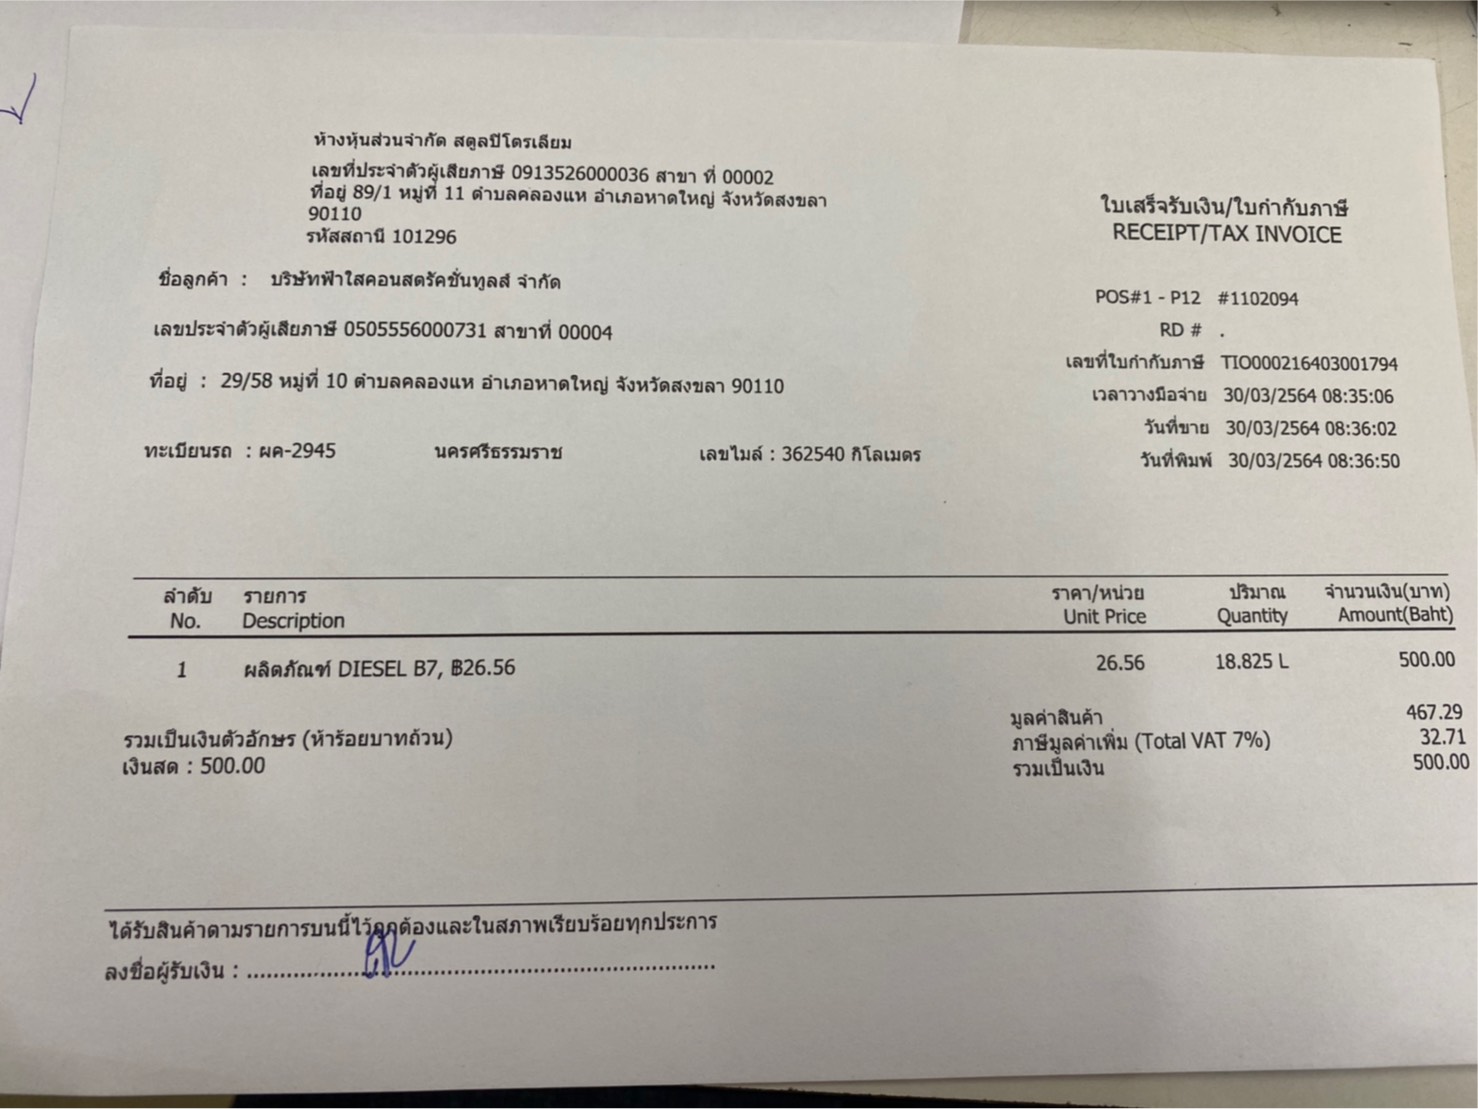 ห้างหุ้นส่วนจำกัด สตูลปิโตรเลียม
เลขที่ประจำตัวผู้เสียภาษี 0913526000036 สาขา ที่ 00002
ที่อยู่ 89/1 หมู่ที่ 11 ตำบลคลองแห อำเภอหาดใหญ่ จังหวัดสงขลา
90110
รหัสสถานี 101296
ใบเสร็จรับเงิน/ใบกำกับภาษี
RECEIPT/TAX INVOICE
ชื่อลูกค้า : บริษัทฟ้าใสคอนสตรัคชั่นทูลส์ จำกัด
POS#1 - P12 #1102094
เลขประจำตัวผู้เสียภาษี 0505556000731 สาขาที่ 00004
RD # .
ที่อยู่ : 29/58 หมู่ที่ 10 ตำบลคลองแห อำเภอหาดใหญ่ จังหวัดสงขลา 90110
เลขที่ใบกำกับภาษี TIO000216403001794
เวลาวางมือจ่าย 30/03/2564 08:35:06
วันที่ขาย 30/03/2564 08:36:02
ทะเบียนรถ : ผค-2945 นครศรีธรรมราช เลขไมล์ : 362540 กิโลเมตร
วันที่พิมพ์ 30/03/2564 08:36:50
ลำดับ รายการ ราคา/หน่วย ปริมาณ จำนวนเงิน(บาท)
No. Description Unit Price Quantity Amount(Baht)
1 ผลิตภัณฑ์ DIESEL B7, ฿26.56 26.56 18.825 L 500.00
มูลค่าสินค้า 467.29
รวมเป็นเงินตัวอักษร (ห้าร้อยบาทถ้วน) ภาษีมูลค่าเพิ่ม (Total VAT 7%) 32.71
เงินสด : 500.00 รวมเป็นเงิน 500.00
ได้รับสินค้าตามรายการบนนี้ไว้ถูกต้องและในสภาพเรียบร้อยทุกประการ
ลงชื่อผู้รับเงิน : ......................................................................